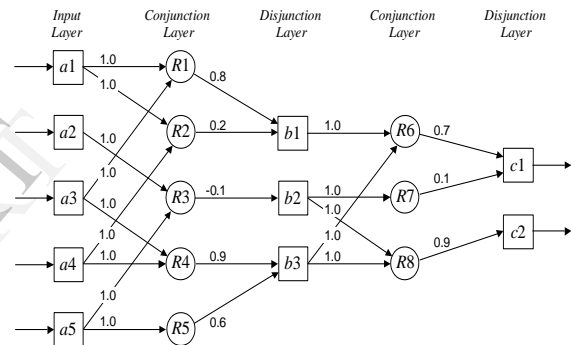 Input Layer
Conjunction Layer
Disjunction Layer
Conjunction Layer
Disjunction Layer
a1 1.0 R1 0.8
1.0
a2 1.0 R2 0.2 b1 1.0 R6 0.7
c1
1.0
a3 1.0 R3 -0.1 b2 1.0 R7 0.1
1.0
1.0 1.0 c2
a4 1.0 R4 0.9 b3 1.0 R8 0.9
1.0
a5 1.0 R5 0.6